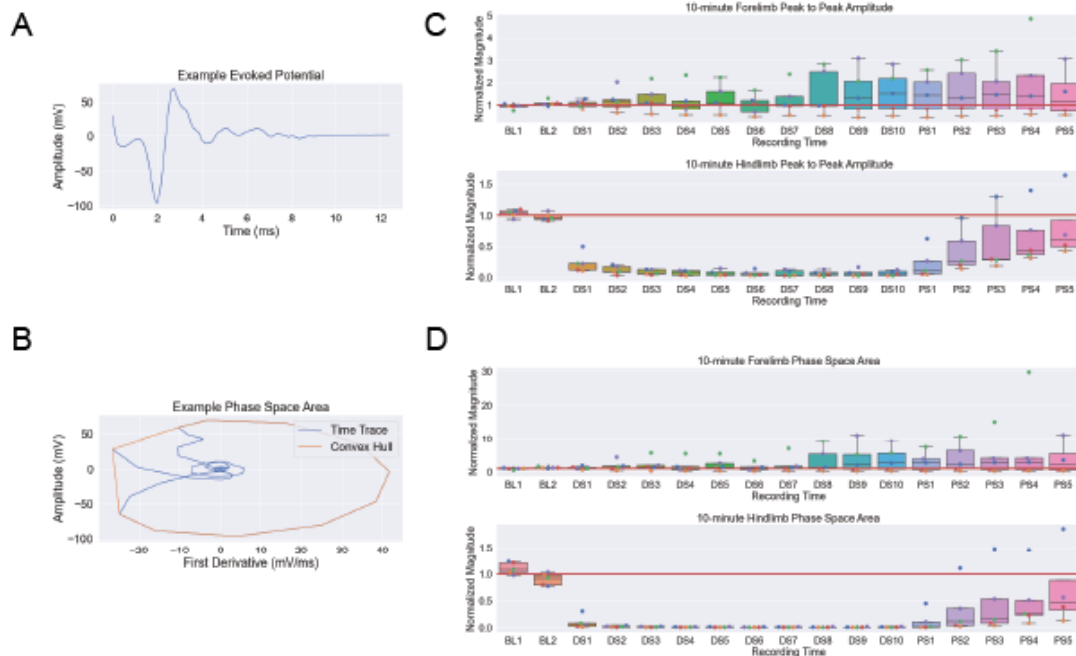 A
Example Evoked Potential
Amplitude (mV)
50
0
−50
−100
0 2 4 6 8 10 12
Time (ms)
B
Example Phase Space Area
Time Trace
Convex Hull
Amplitude (mV)
50
0
−50
−100
−20 −10 0 10 20 30 40
First Derivative (mV/ms)
C
10-minute Forelimb Peak to Peak Amplitude
Normalized Magnitude
5
4
3
2
1
BL1 BL2 DS1 DS2 DS3 DS4 DS5 DS6 DS7 DS8 DS9 DS10 PS1 PS2 PS3 PS4 PS5
Recording Time
10-minute Hindlimb Peak to Peak Amplitude
Normalized Magnitude
1.5
1.0
0.5
0.0
BL1 BL2 DS1 DS2 DS3 DS4 DS5 DS6 DS7 DS8 DS9 DS10 PS1 PS2 PS3 PS4 PS5
Recording Time
D
10-minute Forelimb Phase Space Area
Normalized Magnitude
30
20
10
0
BL1 BL2 DS1 DS2 DS3 DS4 DS5 DS6 DS7 DS8 DS9 DS10 PS1 PS2 PS3 PS4 PS5
Recording Time
10-minute Hindlimb Phase Space Area
Normalized Magnitude
1.5
1.0
0.5
0.0
BL1 BL2 DS1 DS2 DS3 DS4 DS5 DS6 DS7 DS8 DS9 DS10 PS1 PS2 PS3 PS4 PS5
Recording Time